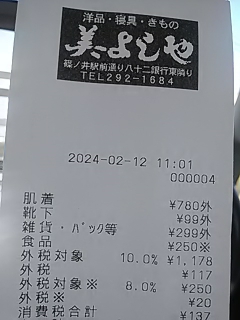 洋品・寝具・きもの
美よしや
篠ノ井駅前通り八十二銀行東隣り
TEL292-1684
2024-02-12 11:01
000004
肌着 ¥780外
靴下 ¥99外
雑貨・バック等 ¥299外
食品 ¥250※
外税対象 10.0% ¥1,178
外税 ¥117
外税対象※ 8.0% ¥250
外税※ ¥20
消費税合計 ¥137